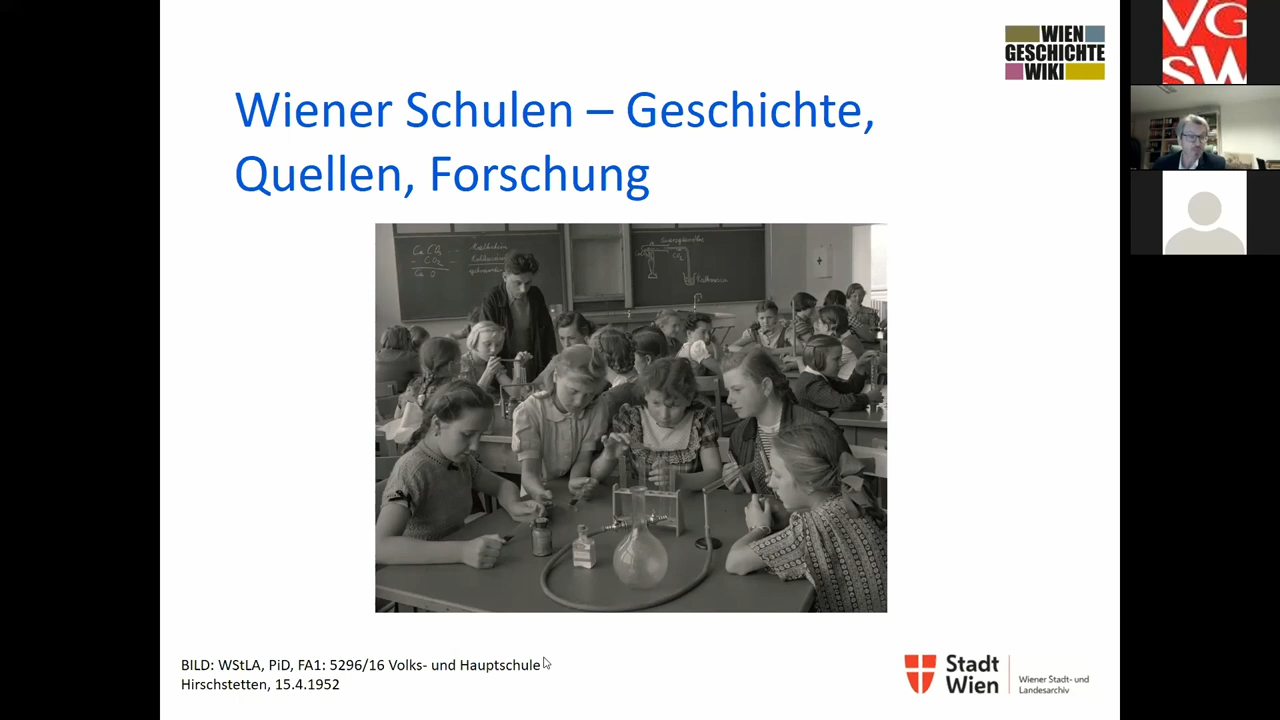 WIEN
GESCHICHTE
WIKI
VG
SW
Wiener Schulen – Geschichte,
Quellen, Forschung
CO₂
BILD: WStLA, PiD, FA1: 5296/16 Volks- und Hauptschule
Hirschstetten, 15.4.1952
Stadt
Wien
Wiener Stadt- und
Landesarchiv